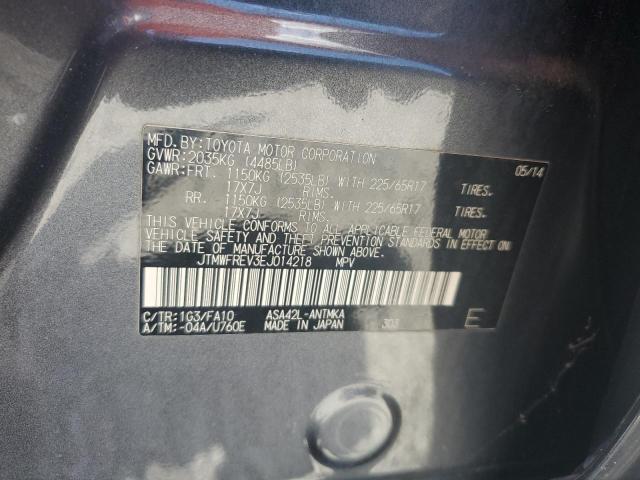 MFD.BY:TOYOTA MOTOR CORPORATION 05/14
GVWR:2035KG (4485LB)
GAWR:FRT. 1150KG (2535LB) WITH 225/65R17 TIRES.
17X7J RIMS.
RR. 1150KG (2535LB) WITH 225/65R17 TIRES.
17X7J RIMS.
THIS VEHICLE CONFORMS TO ALL APPLICABLE FEDERAL MOTOR
VEHICLE SAFETY AND THEFT PREVENTION STANDARDS IN EFFECT ON
THE DATE OF MANUFACTURE SHOWN ABOVE.
JTMWFREV3EJ014218 MPV
C/TR:1G3/FA10 ASA42L-ANTMKA
A/TM:-04A/U760E MADE IN JAPAN 303 E